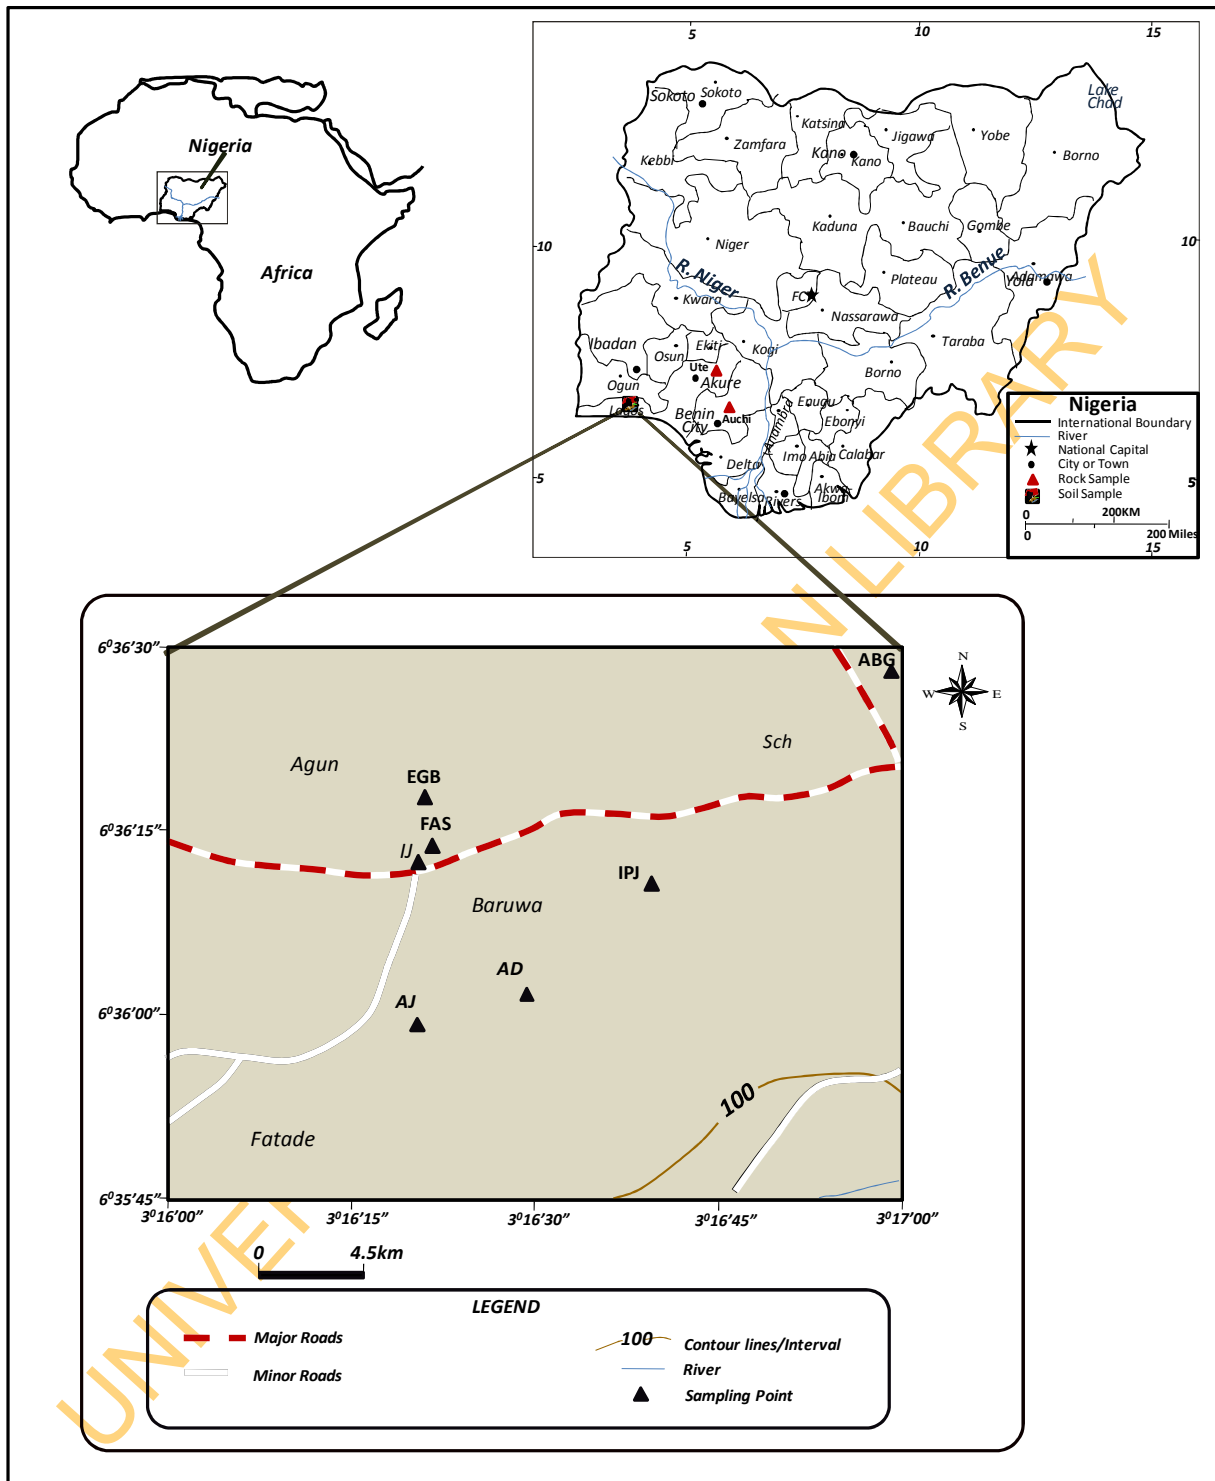 5
10
15
Lake
Chad
Sokoto
Sokoto
Katsina
Jigawa
Yobe
Nigeria
Zamfara
Kano
Kano
Borno
Kebbi
Kaduna
Bauchi
Gombe
10
Niger
10
Africa
R. Niger
Plateau
R. Benue
Adamawa
Yola
Kwara
FC
Nassarawa
Ibadan
Osun
Ekiti
Kogi
Taraba
Ute
Borno
Ogun
Akure
Lagos
Benin
City
Auchi
Anambra
Enugu
Ebonyi
5
Delta
Imo
Abia
Calabar
5
Bayelsa
Rivers
Akwa
Ibom
Nigeria
International Boundary
River
National Capital
City or Town
Rock Sample
Soil Sample
0
200KM
0
200 Miles
5
10
15
UNIVER
N LIBRARY
6⁰36’30”
ABG
N
W
E
S
Sch
Agun
EGB
6⁰36’15”
FAS
IJ
IPJ
Baruwa
AD
AJ
6⁰36’00”
100
Fatade
6⁰35’45”
3⁰16’00”
3⁰16’15”
3⁰16’30”
3⁰16’45”
3⁰17’00”
0
4.5km
LEGEND
Major Roads
100
Contour lines/Interval
Minor Roads
River
Sampling Point